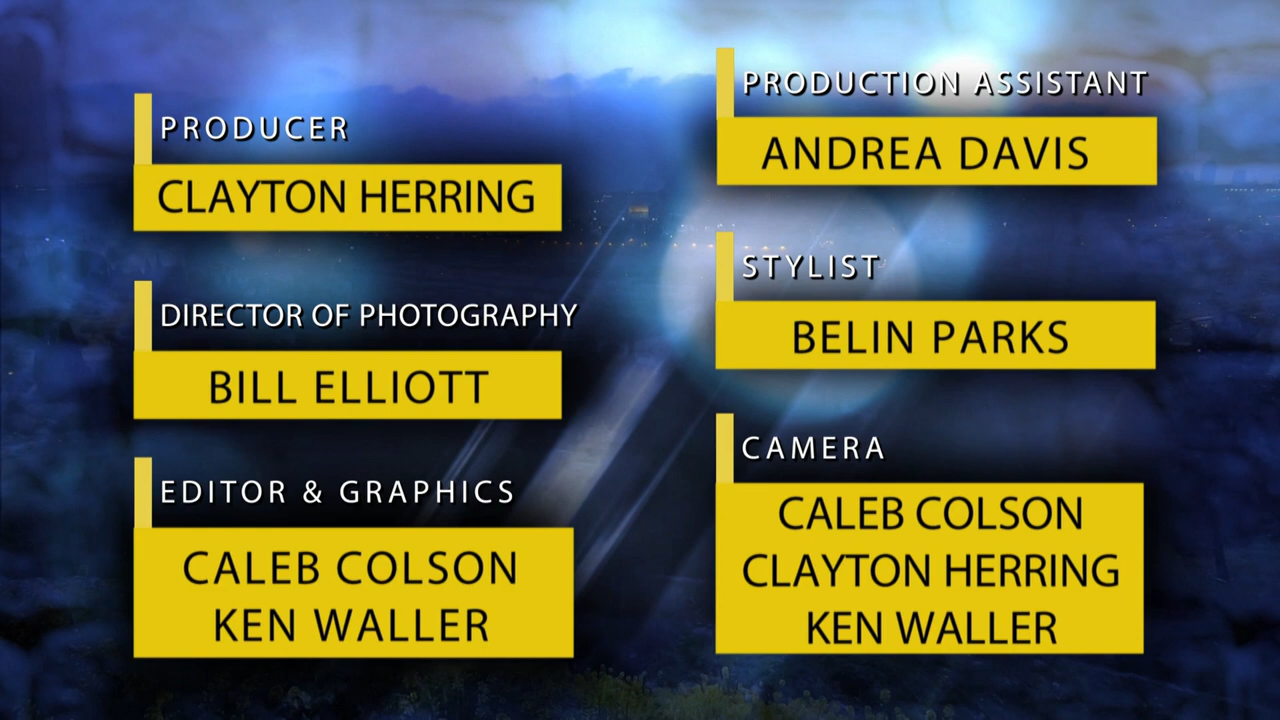 PRODUCER
CLAYTON HERRING
DIRECTOR OF PHOTOGRAPHY
BILL ELLIOTT
EDITOR & GRAPHICS
CALEB COLSON
KEN WALLER
PRODUCTION ASSISTANT
ANDREA DAVIS
STYLIST
BELIN PARKS
CAMERA
CALEB COLSON
CLAYTON HERRING
KEN WALLER